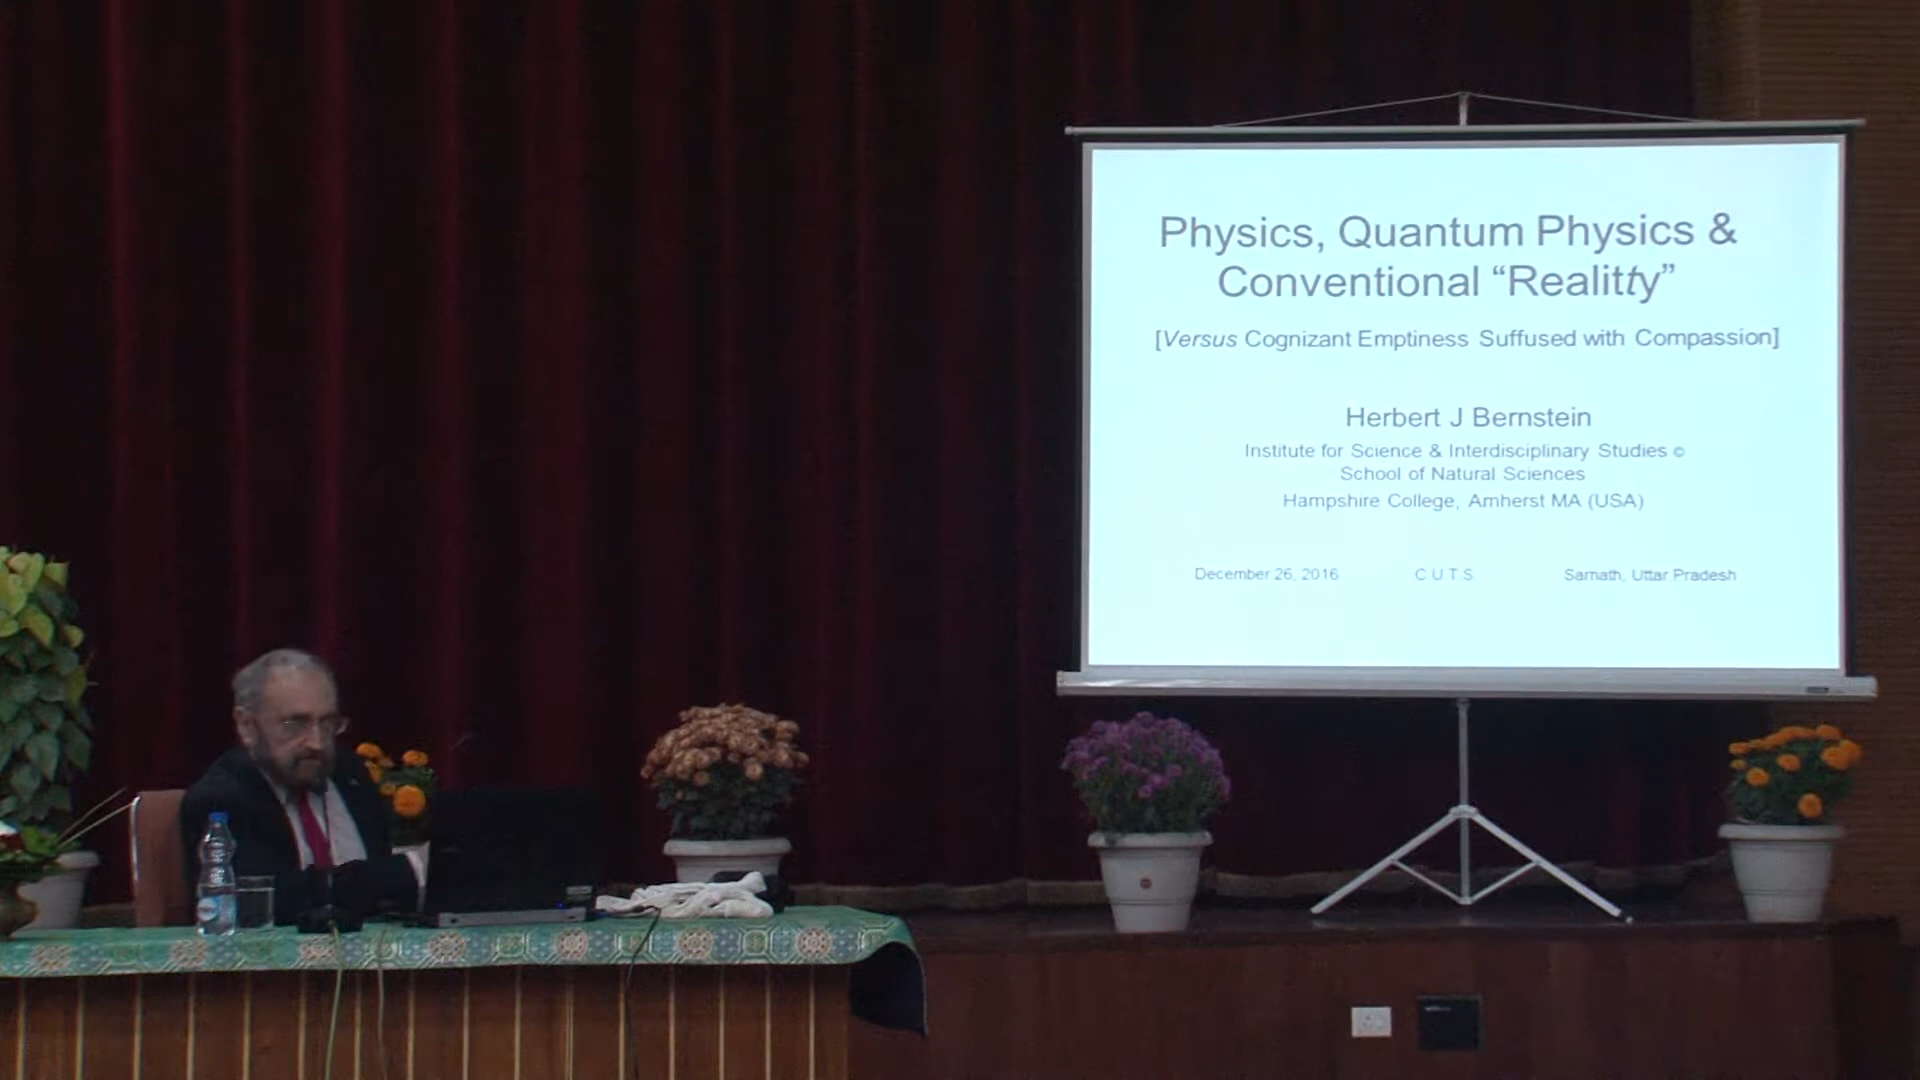 Physics, Quantum Physics &
Conventional “Realittyy”
[Versus Cognizant Emptiness Suffused with Compassion]
Herbert J Bernstein
Institute for Science & Interdisciplinary Studies ©
School of Natural Sciences
Hampshire College, Amherst MA (USA)
December 26, 2016 C U T S Sarnath, Uttar Pradesh